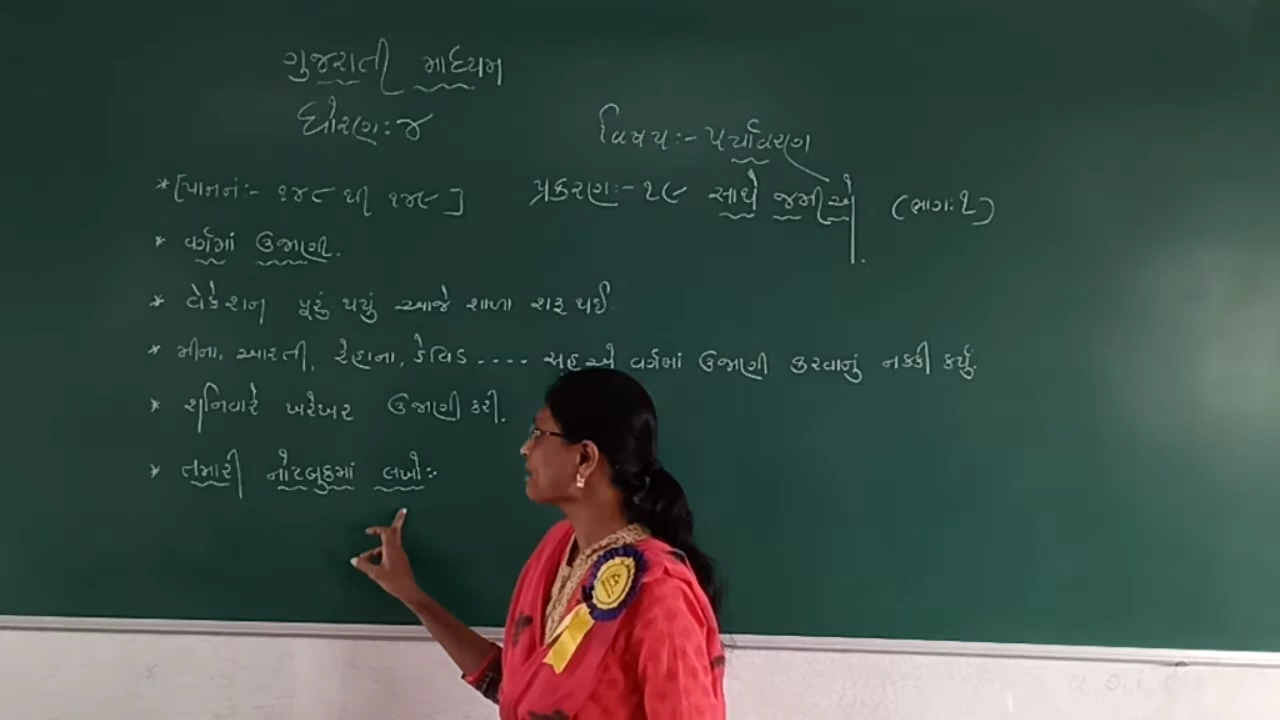 ગુજરાતી માધ્યમ
ધોરણ:૪
વિષય:- પર્યાવરણ
* [પાનનં:- ૧૪૮ થી ૧૪૯]
પ્રકરણ:- ૧૯ સાથે જમીએ (ભાગ:૧)
* વર્ગમાં ઉજાણી.
* વેકેશન પૂરું થયું આજે શાળા શરૂ થઈ
* મીના, આરતી, રેહાના, ડેવિડ .... સહુએ વર્ગમાં ઉજાણી કરવાનું નક્કી કર્યું.
* શનિવારે ખરેખર ઉજાણી કરી.
* તમારી નોટબુકમાં લખો:-